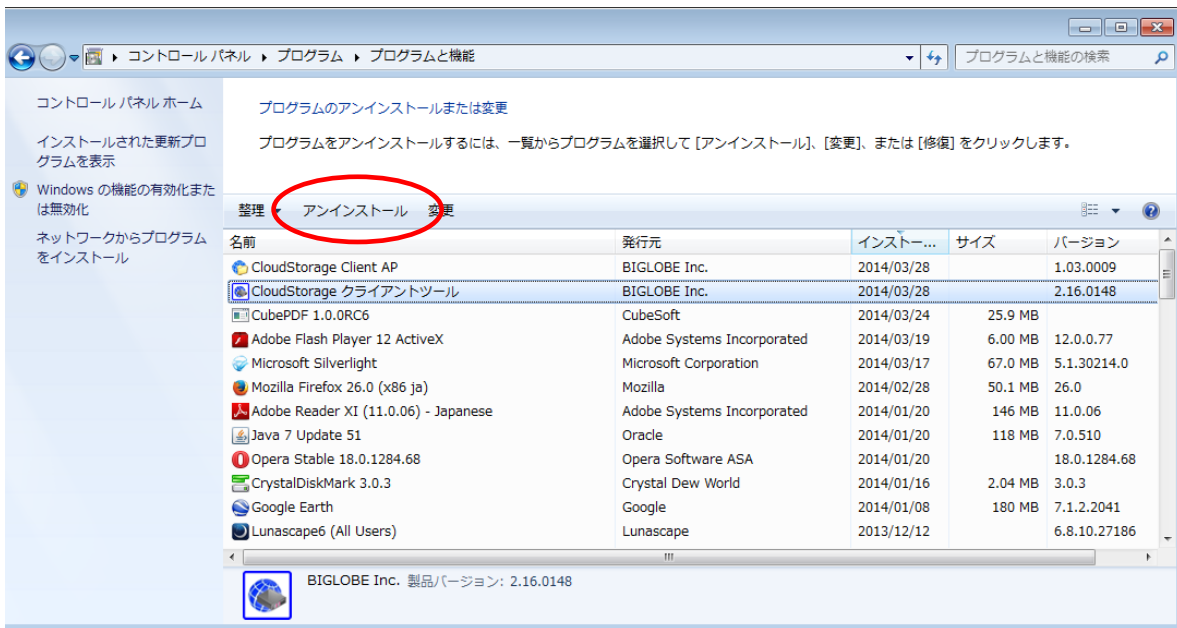 コントロール パネル ▸ プログラム ▸ プログラムと機能
プログラムと機能の検索
コントロール パネル ホーム
インストールされた更新プロ
グラムを表示
Windows の機能の有効化また
は無効化
ネットワークからプログラム
をインストール
プログラムのアンインストールまたは変更
プログラムをアンインストールするには、一覧からプログラムを選択して [アンインストール]、[変更]、または [修復] をクリックします。
整理 アンインストール 変更
名前 発行元 インストー... サイズ バージョン
CloudStorage Client AP BIGLOBE Inc. 2014/03/28 1.03.0009
CloudStorage クライアントツール BIGLOBE Inc. 2014/03/28 2.16.0148
CubePDF 1.0.0RC6 CubeSoft 2014/03/24 25.9 MB
Adobe Flash Player 12 ActiveX Adobe Systems Incorporated 2014/03/19 6.00 MB 12.0.0.77
Microsoft Silverlight Microsoft Corporation 2014/03/17 67.0 MB 5.1.30214.0
Mozilla Firefox 26.0 (x86 ja) Mozilla 2014/02/28 50.1 MB 26.0
Adobe Reader XI (11.0.06) - Japanese Adobe Systems Incorporated 2014/01/20 146 MB 11.0.06
Java 7 Update 51 Oracle 2014/01/20 118 MB 7.0.510
Opera Stable 18.0.1284.68 Opera Software ASA 2014/01/20 18.0.1284.68
CrystalDiskMark 3.0.3 Crystal Dew World 2014/01/16 2.04 MB 3.0.3
Google Earth Google 2014/01/08 180 MB 7.1.2.2041
Lunascape6 (All Users) Lunascape 2013/12/12 6.8.10.27186
BIGLOBE Inc. 製品バージョン: 2.16.0148